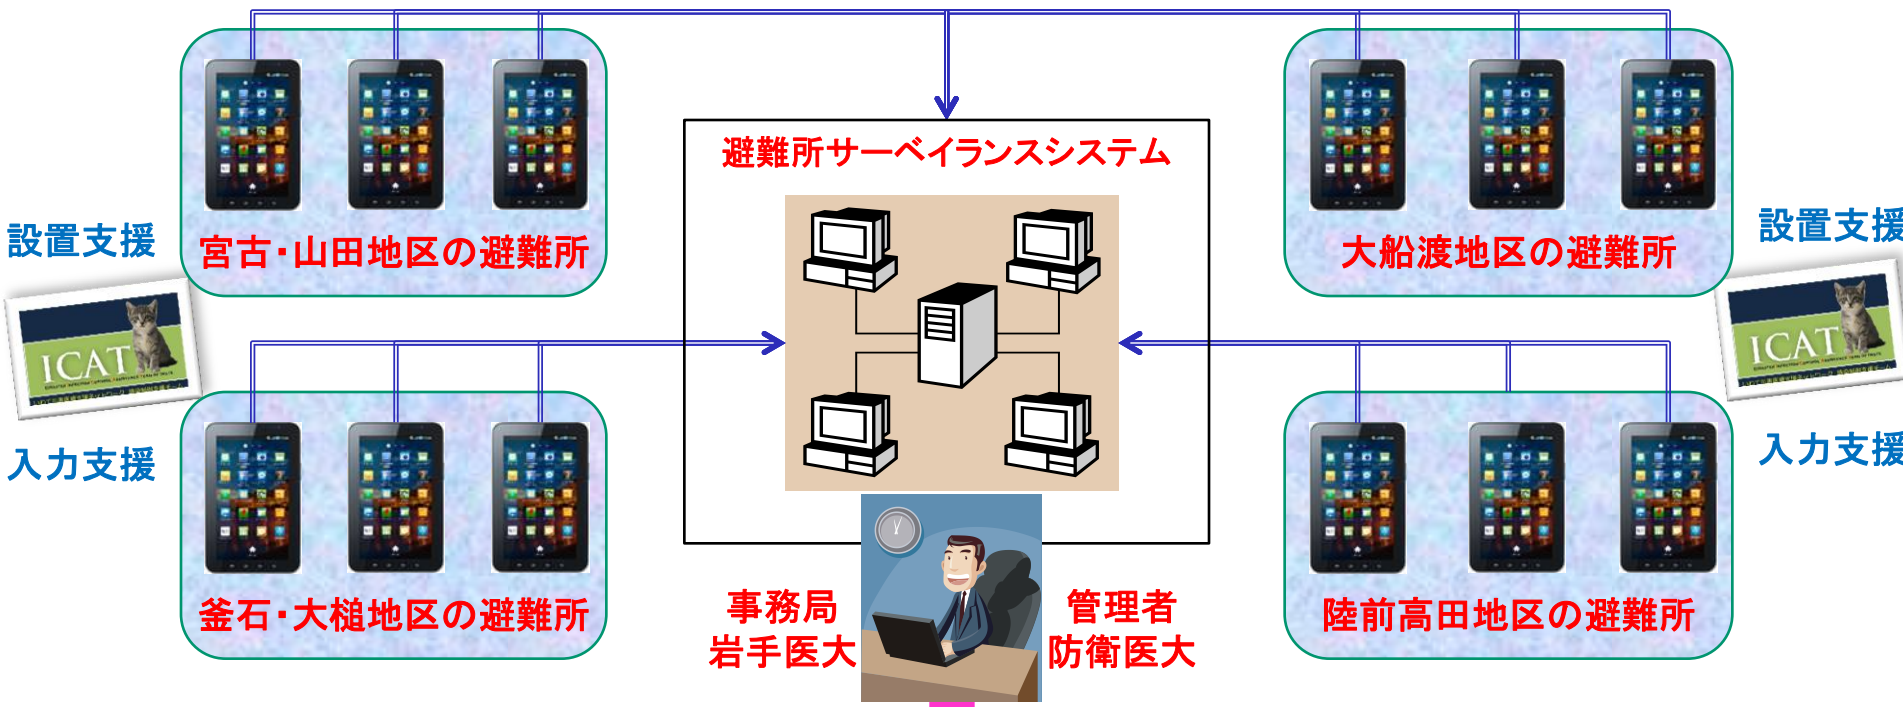 避難所サーベイランスシステム
設置支援
宮古・山田地区の避難所
大船渡地区の避難所
設置支援
ICAT
ICAT
入力支援
入力支援
釜石・大槌地区の避難所
陸前高田地区の避難所
事務局
岩手医大
管理者
防衛医大